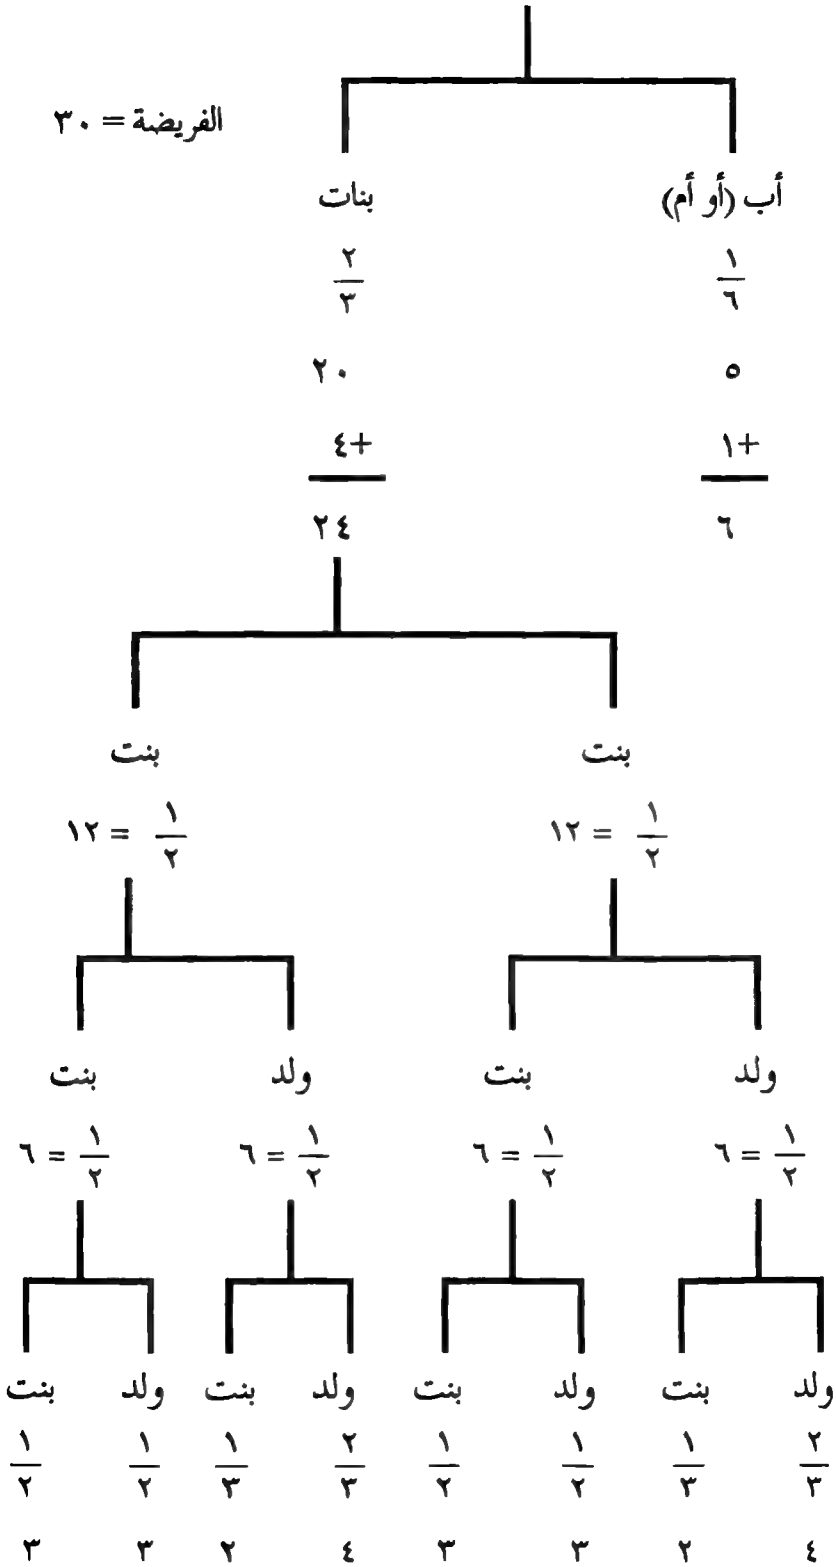 الفريضة = ٣٠
أب (أو أم) بنات
١/٦ ٢/٣
٥ ٢٠
+١ +٤
٦ ٢٤
بنت بنت
١/٢ = ١٢ ١/٢ = ١٢
ولد بنت ولد بنت
١/٢ = ٦ ١/٢ = ٦ ١/٢ = ٦ ١/٢ = ٦
ولد بنت ولد بنت ولد بنت ولد بنت
٢/٣ ١/٣ ١/٢ ١/٢ ٢/٣ ١/٣ ١/٢ ١/٢
٤ ٢ ٣ ٣ ٤ ٢ ٣ ٣